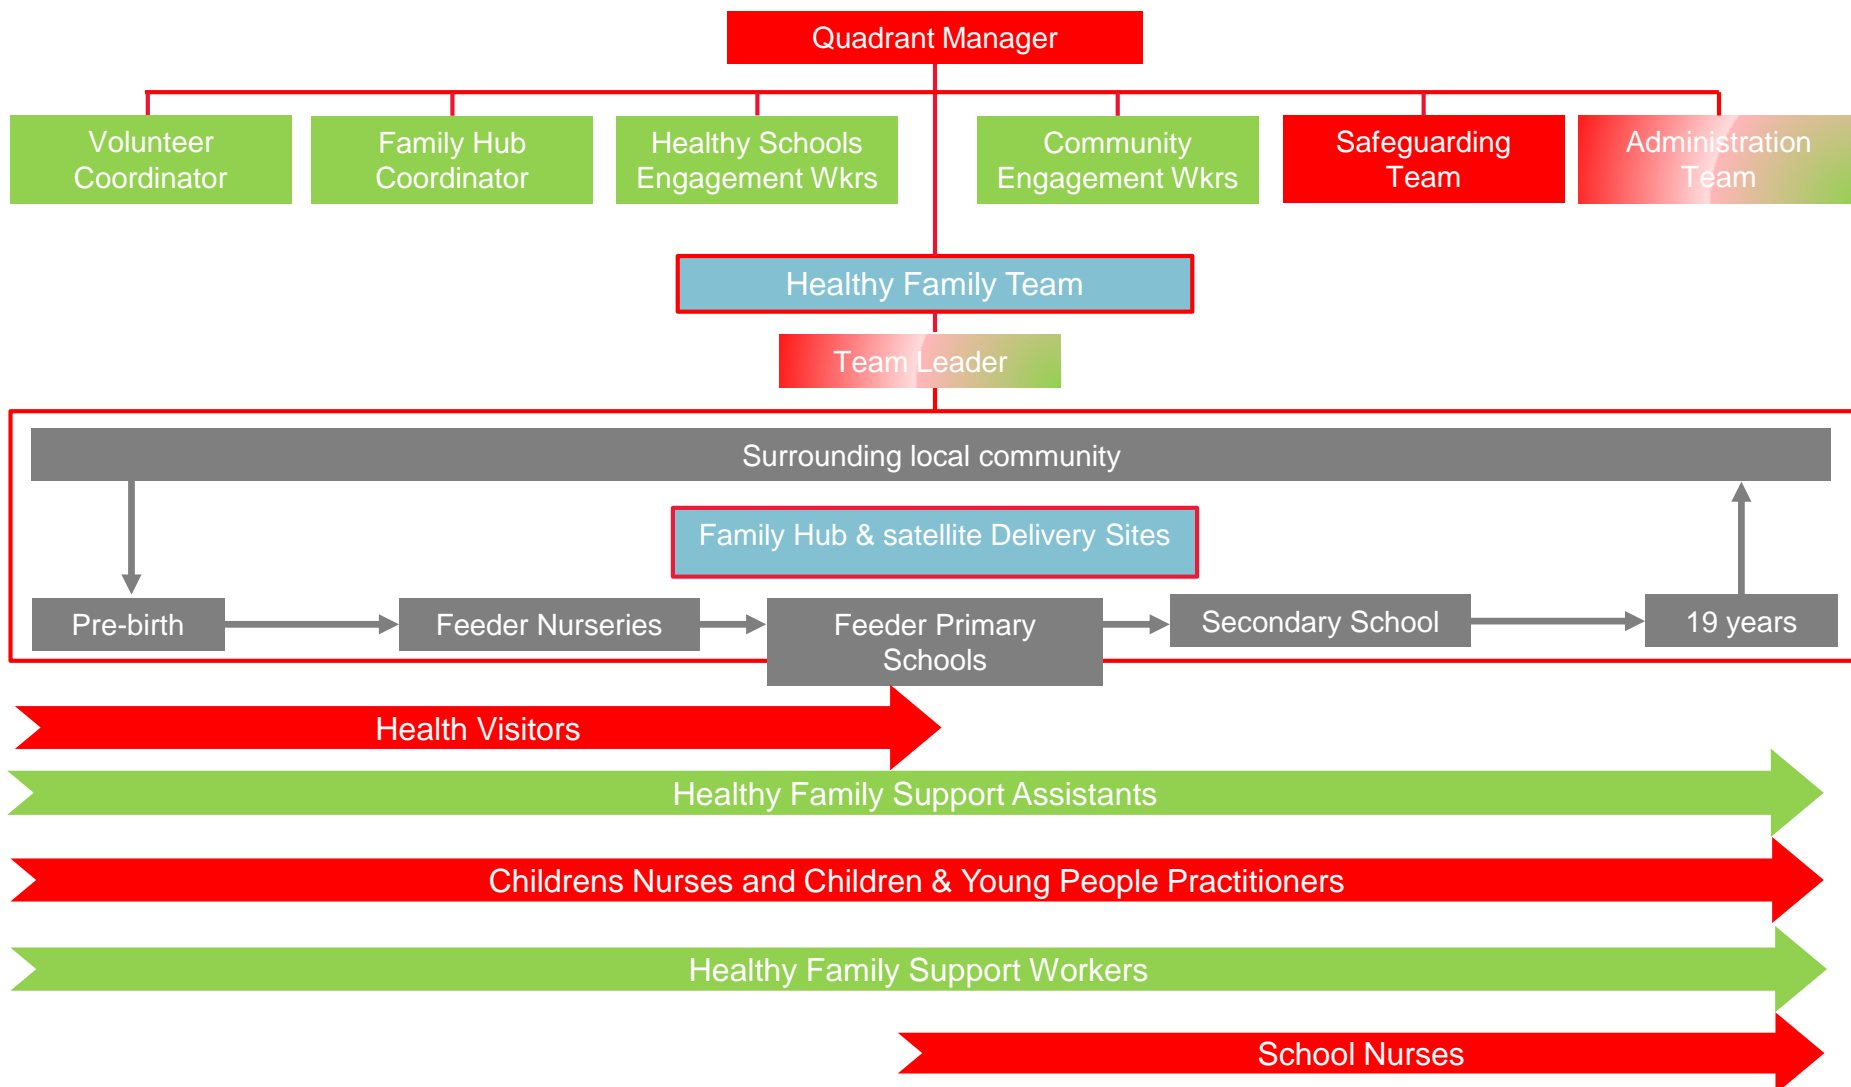 Quadrant Manager
Volunteer
Coordinator
Family Hub
Coordinator
Healthy Schools
Engagement Wkrs
Community
Engagement Wkrs
Safeguarding
Team
Administration
Team
Healthy Family Team
Team Leader
Surrounding local community
Family Hub & satellite Delivery Sites
Pre-birth
Feeder Nurseries
Feeder Primary
Schools
Secondary School
19 years
Health Visitors
Healthy Family Support Assistants
Childrens Nurses and Children & Young People Practitioners
Healthy Family Support Workers
School Nurses